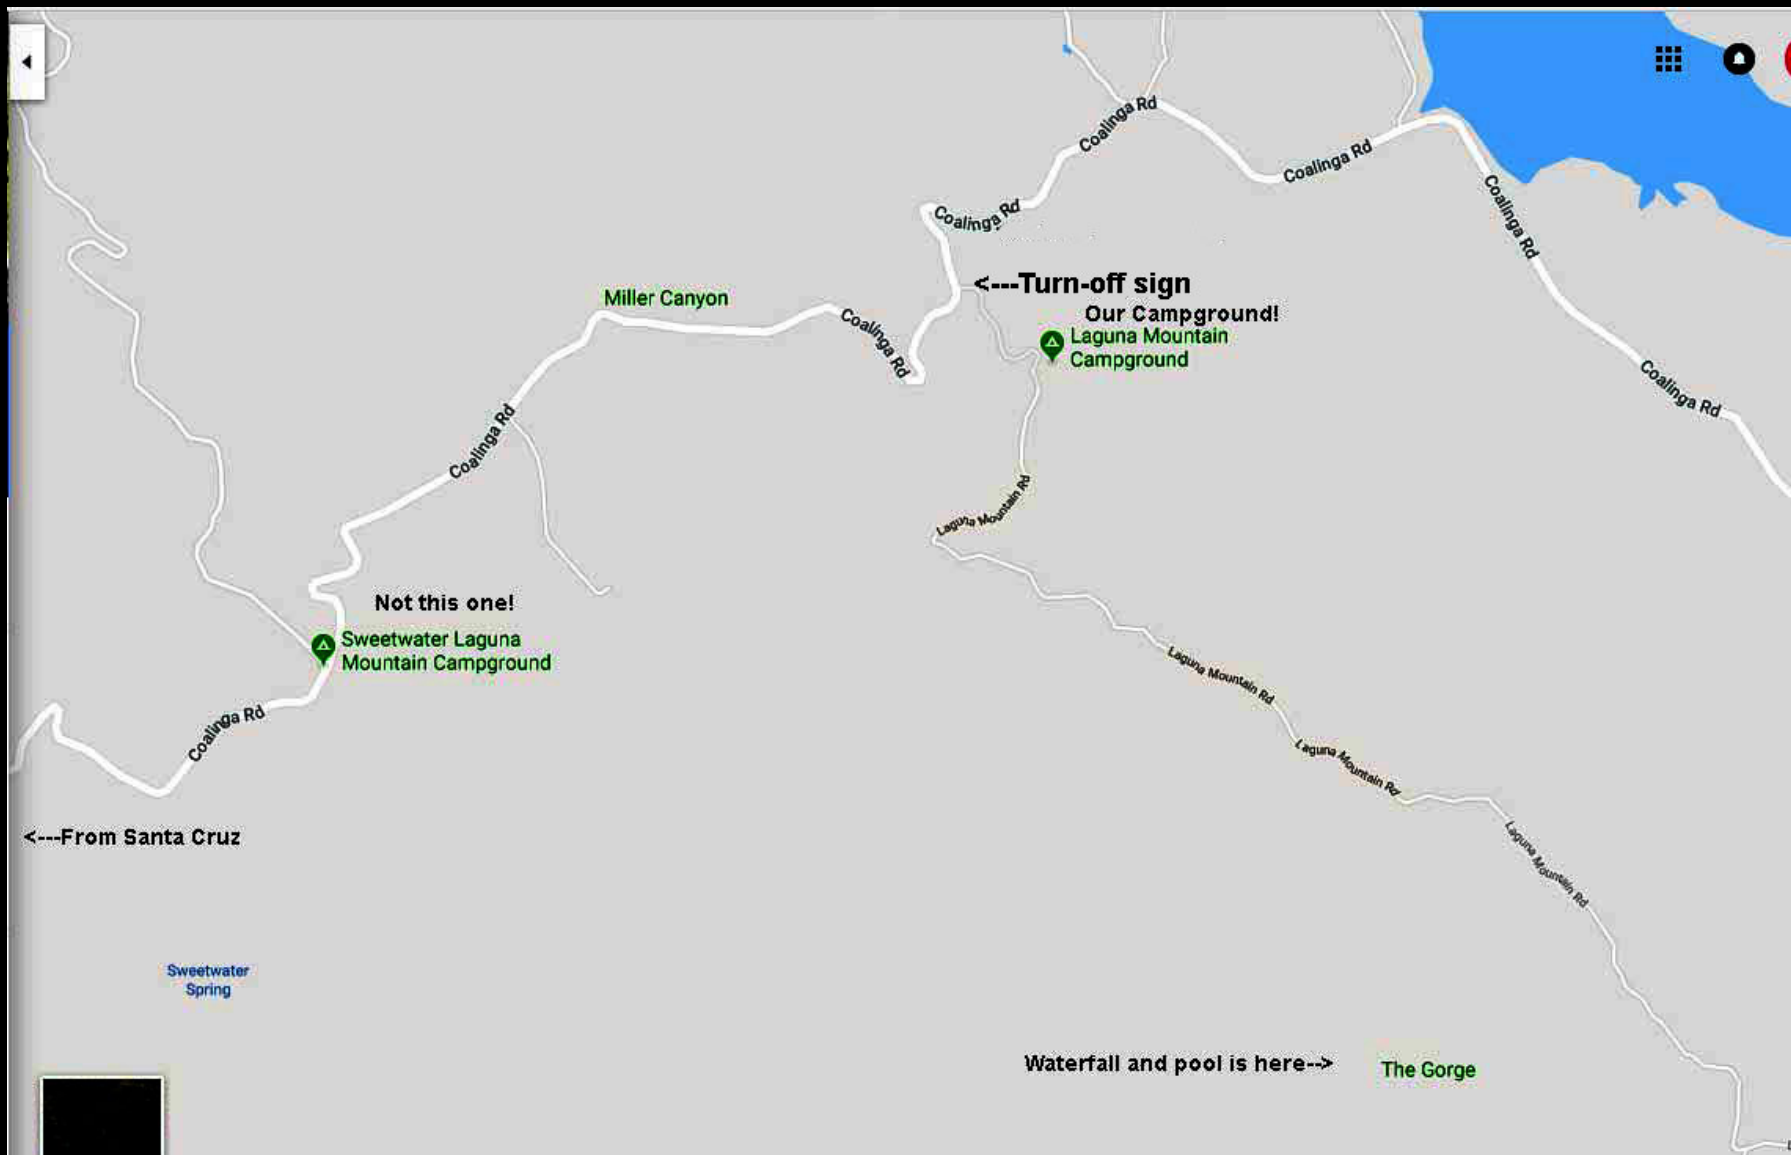 Coalinga Rd
Coalinga Rd
Coalinga Rd
Coalinga Rd
Coalinga Rd
<---Turn-off sign
Miller Canyon
Our Campground!
Coalinga Rd
Laguna Mountain
Campground
Coalinga Rd
Coalinga Rd
Laguna Mountain Rd
Not this one!
Sweetwater Laguna
Mountain Campground
Laguna Mountain Rd
Coalinga Rd
Laguna Mountain Rd
<---From Santa Cruz
Laguna Mountain Rd
Sweetwater
Spring
Waterfall and pool is here-->
The Gorge